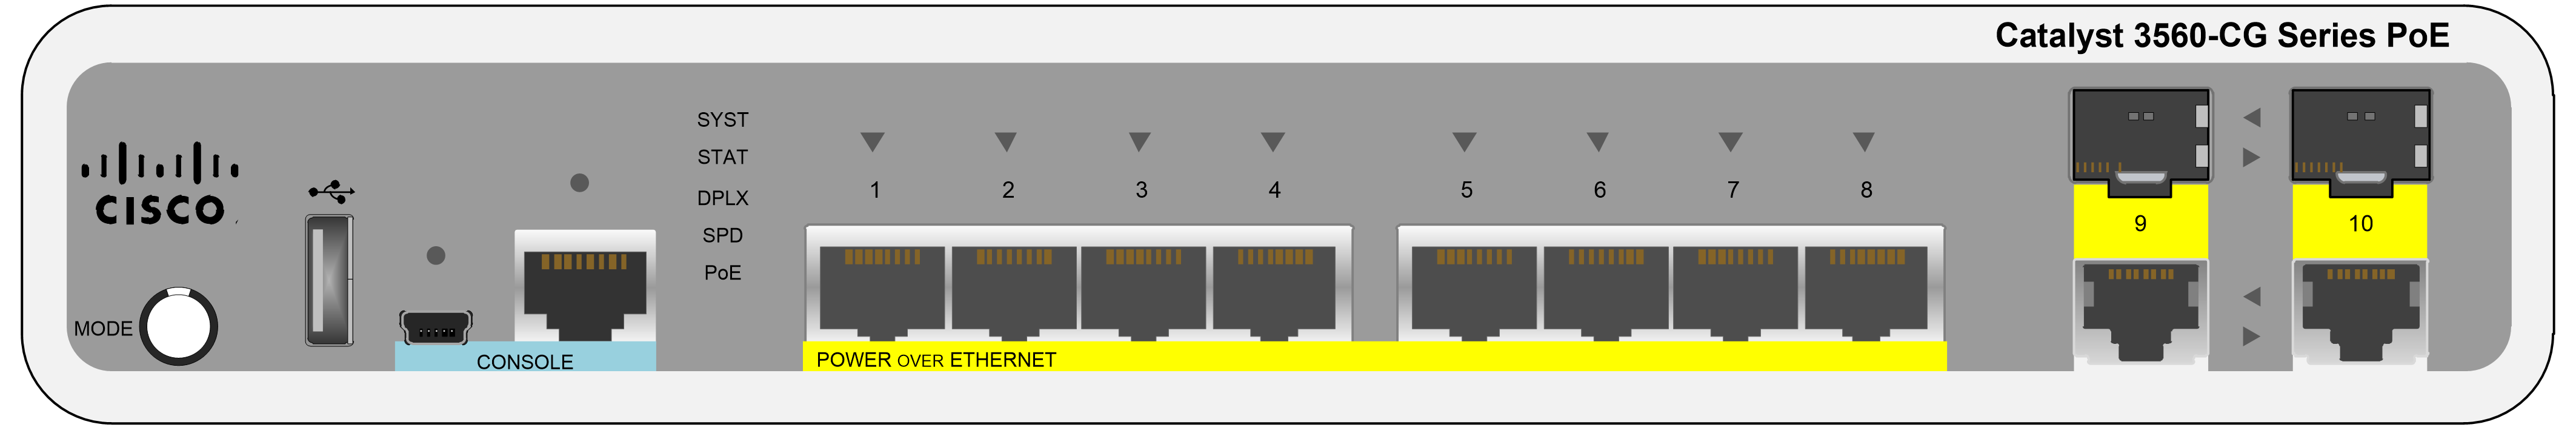 Catalyst 3560-CG Series PoE
CISCO
MODE
CONSOLE
SYST
STAT
DPLX
SPD
PoE
1 2 3 4 5 6 7 8
POWER OVER ETHERNET
9 10